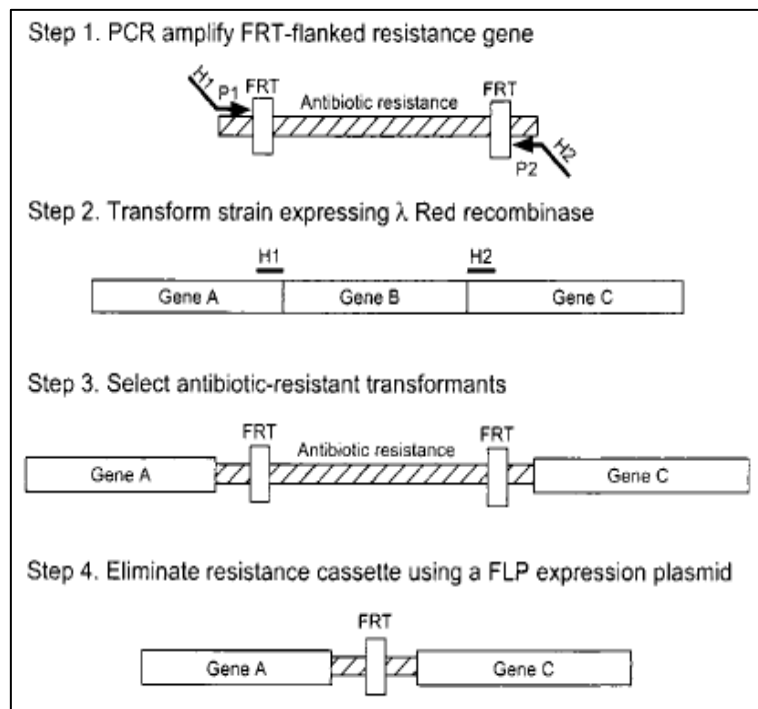 Step 1. PCR amplify FRT-flanked resistance gene
H1
P1
FRT
Antibiotic resistance
FRT
P2
H2
Step 2. Transform strain expressing λ Red recombinase
H1
H2
Gene A
Gene B
Gene C
Step 3. Select antibiotic-resistant transformants
FRT
Antibiotic resistance
FRT
Gene A
Gene C
Step 4. Eliminate resistance cassette using a FLP expression plasmid
FRT
Gene A
Gene C